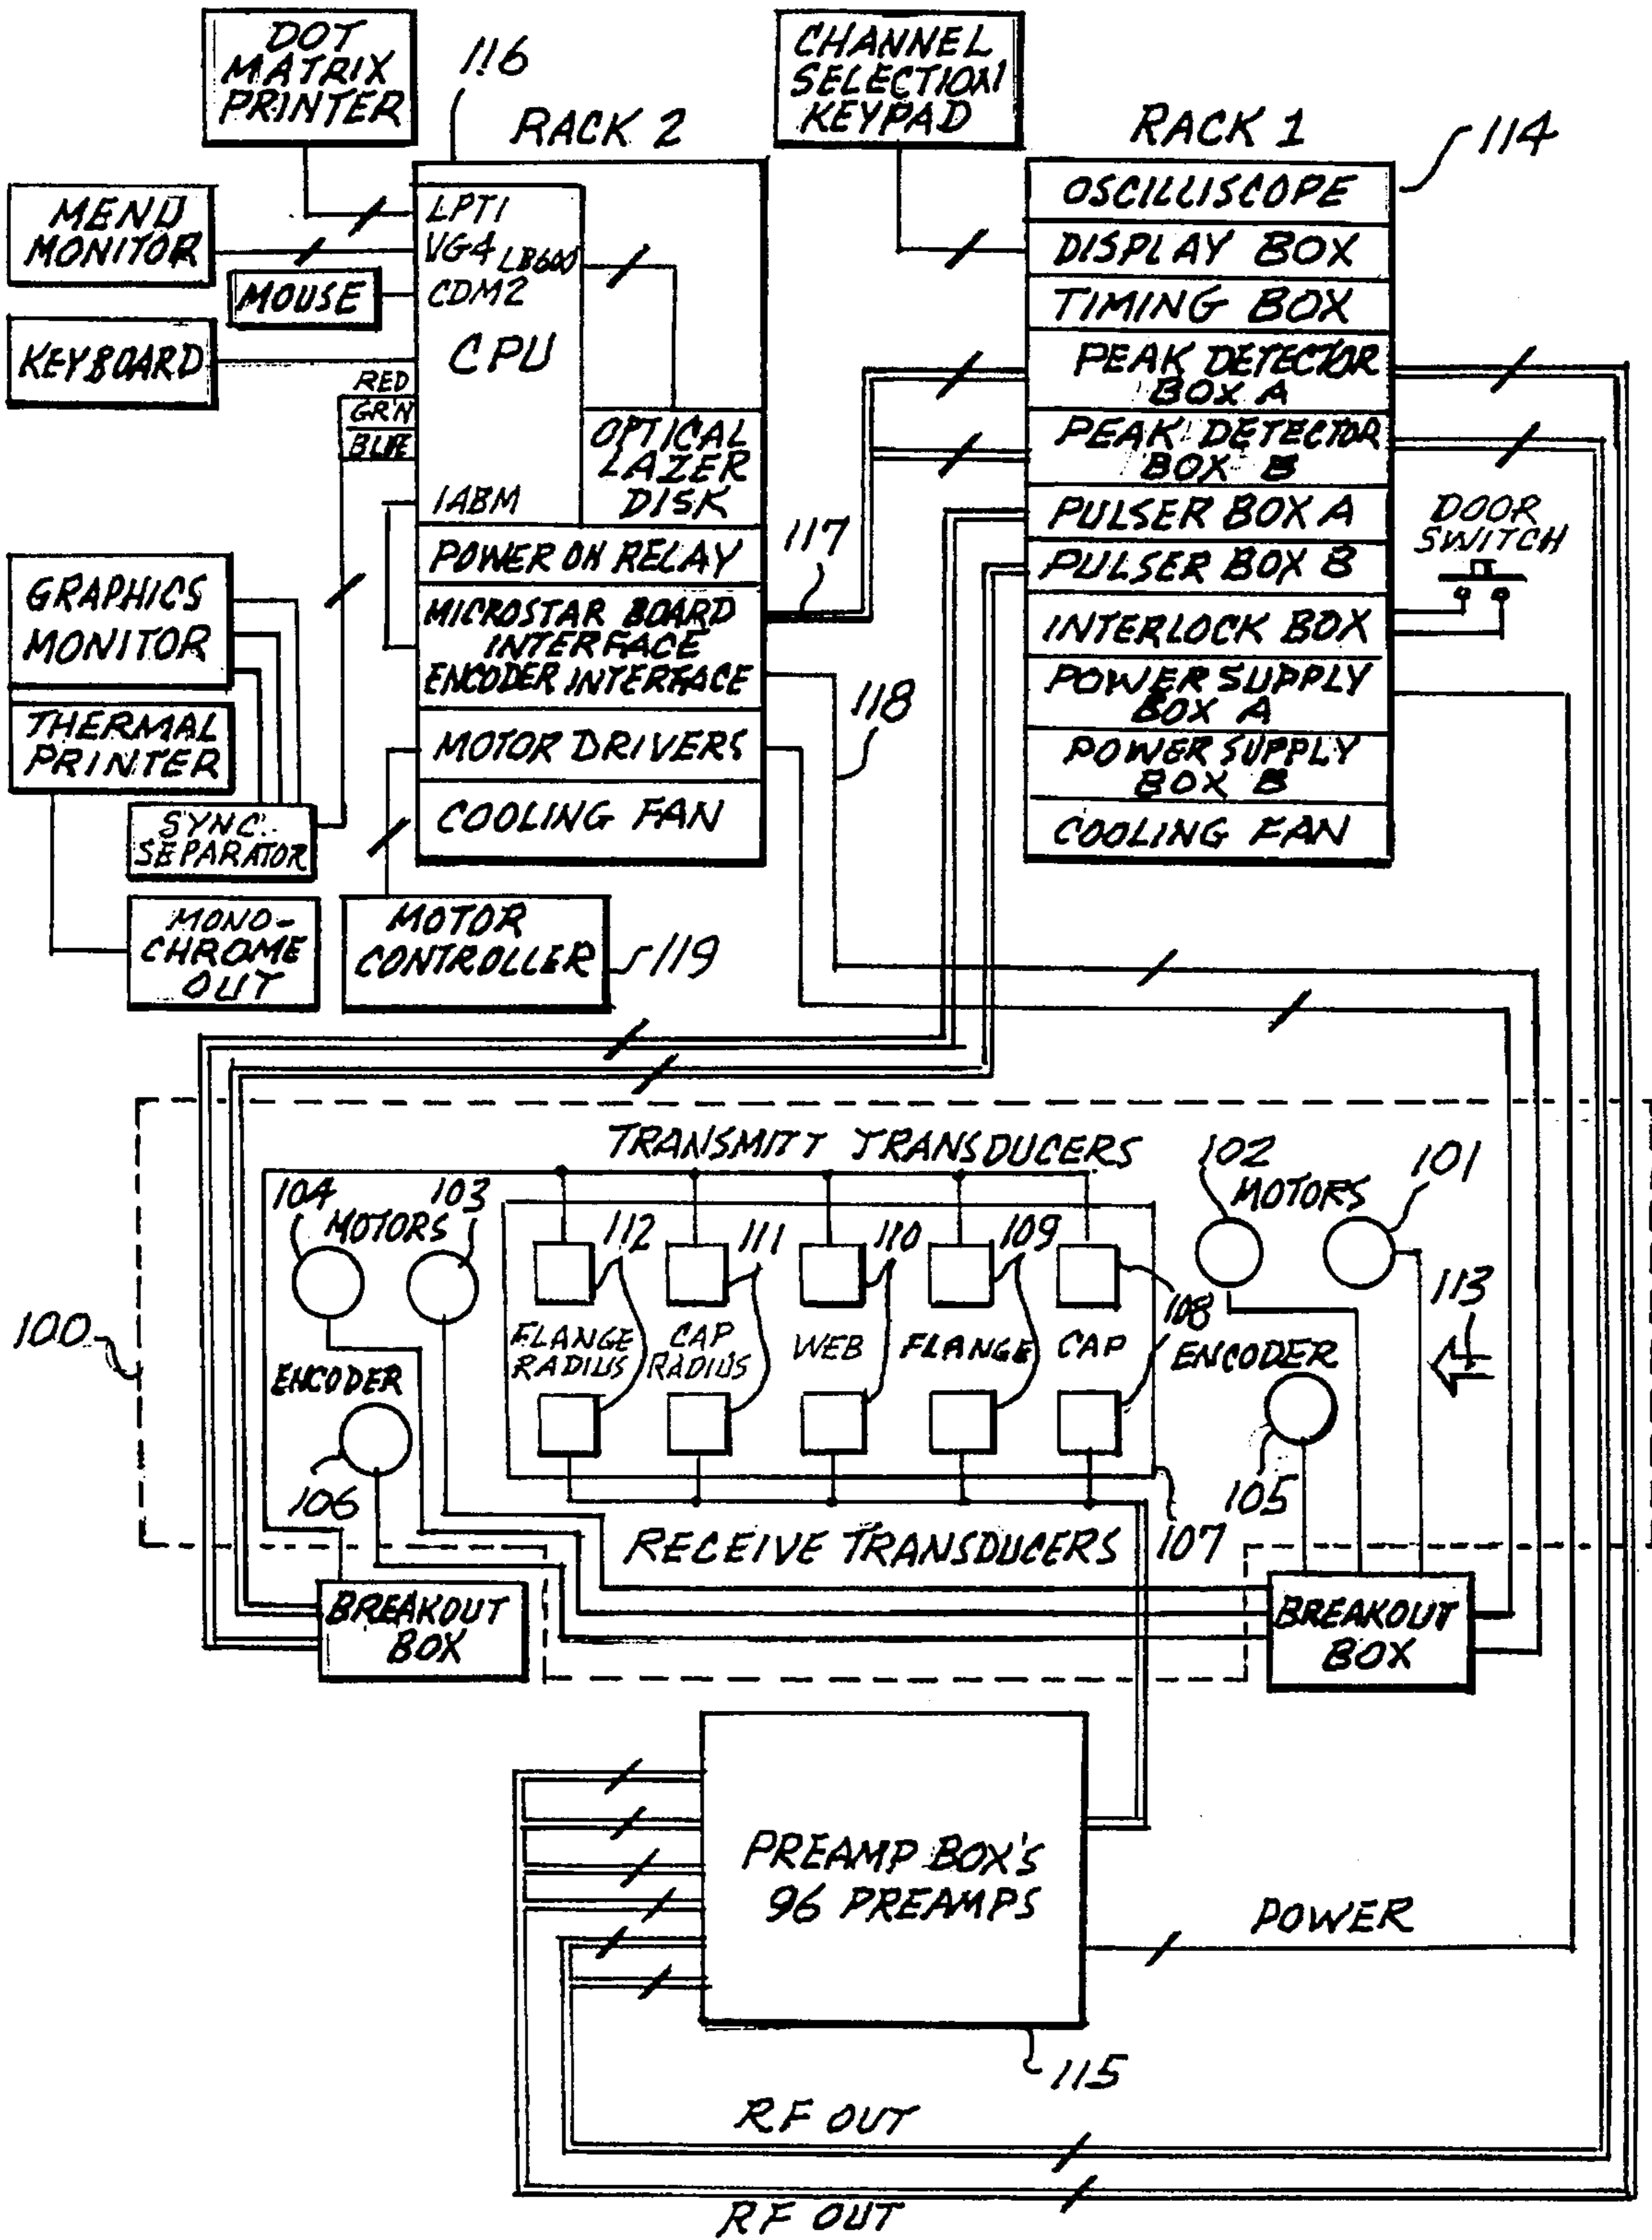 DOT
MATRIX
PRINTER
116
RACK 2
CHANNEL
SELECTION
KEYPAD
RACK 1
114
MENU
MONITOR
MOUSE
KEYBOARD
LPT1
VG4
LB600
CDM2
CPU
RED
GR'N
BLUE
IABM
OPTICAL
LAZER
DISK
POWER ON RELAY
MICROSTAR BOARD
INTERFACE
ENCODER INTERFACE
MOTOR DRIVERS
COOLING FAN
117
118
OSCILLISCOPE
DISPLAY BOX
TIMING BOX
PEAK DETECTOR
BOX A
PEAK DETECTOR
BOX B
PULSER BOX A
PULSER BOX B
INTERLOCK BOX
POWER SUPPLY
BOX A
POWER SUPPLY
BOX B
COOLING FAN
DOOR
SWITCH
GRAPHICS
MONITOR
THERMAL
PRINTER
SYNC.
SEPARATOR
MONO-
CHROME
OUT
MOTOR
CONTROLLER
119
TRANSMITT TRANSDUCERS
104
MOTORS
103
112
111
110
109
108
102
MOTORS
101
113
100
FLANGE
RADIUS
CAP
RADIUS
WEB
FLANGE
CAP
ENCODER
ENCODER
106
105
107
RECEIVE TRANSDUCERS
BREAKOUT
BOX
BREAKOUT
BOX
PREAMP BOX'S
96 PREAMPS
POWER
115
RF OUT
RF OUT